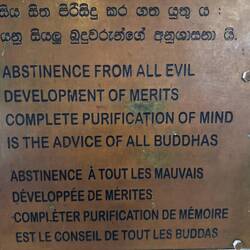 සිය සිත පිරිසිදු කර ගත යුතු ය :
යනු සියලු බුදුවරුන්ගේ අනුශාසනා යි.
ABSTINENCE FROM ALL EVIL
DEVELOPMENT OF MERITS
COMPLETE PURIFICATION OF MIND
IS THE ADVICE OF ALL BUDDHAS
ABSTINENCE À TOUT LES MAUVAIS
DÉVELOPPÉE DE MÉRITES
COMPLÉTER PURIFICATION DE MÉMOIRE
EST LE CONSEIL DE TOUT LES BUDDAS